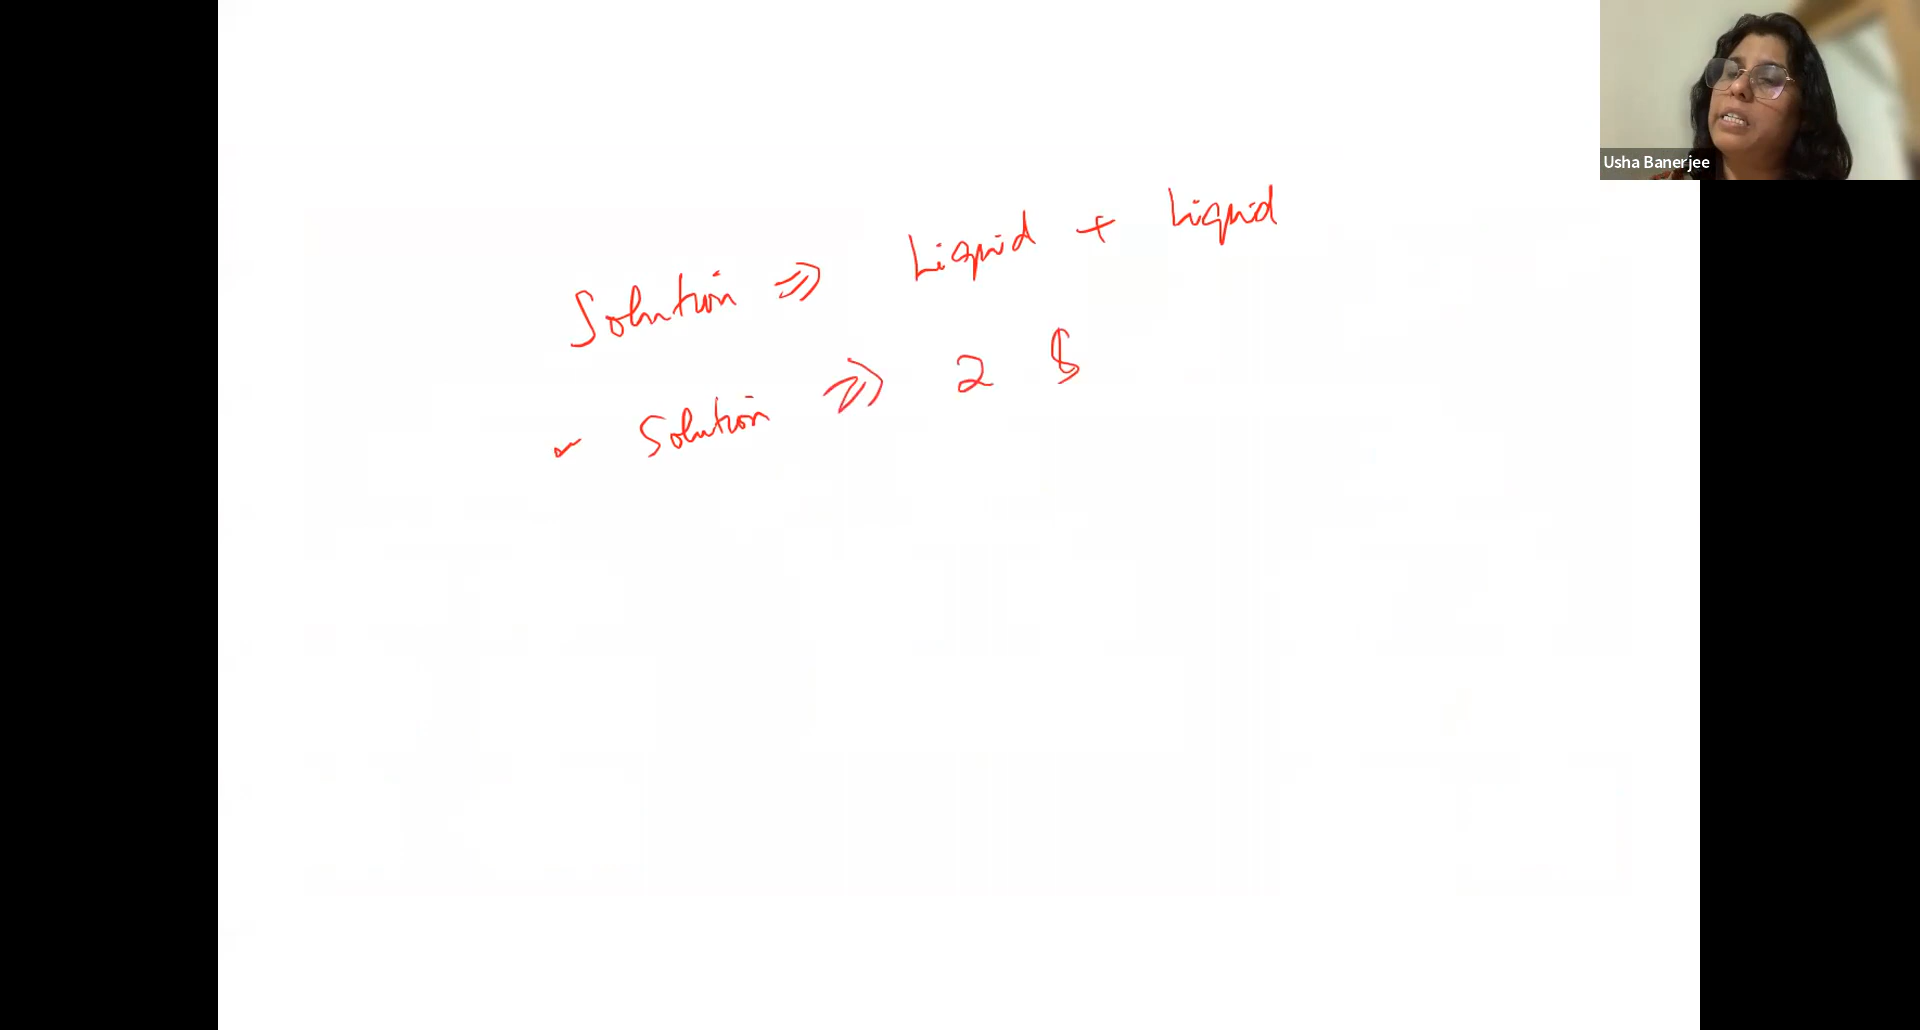 Solution ⇒ Liquid + Liquid
Solution ⇒ 2 S
Usha Banerjee